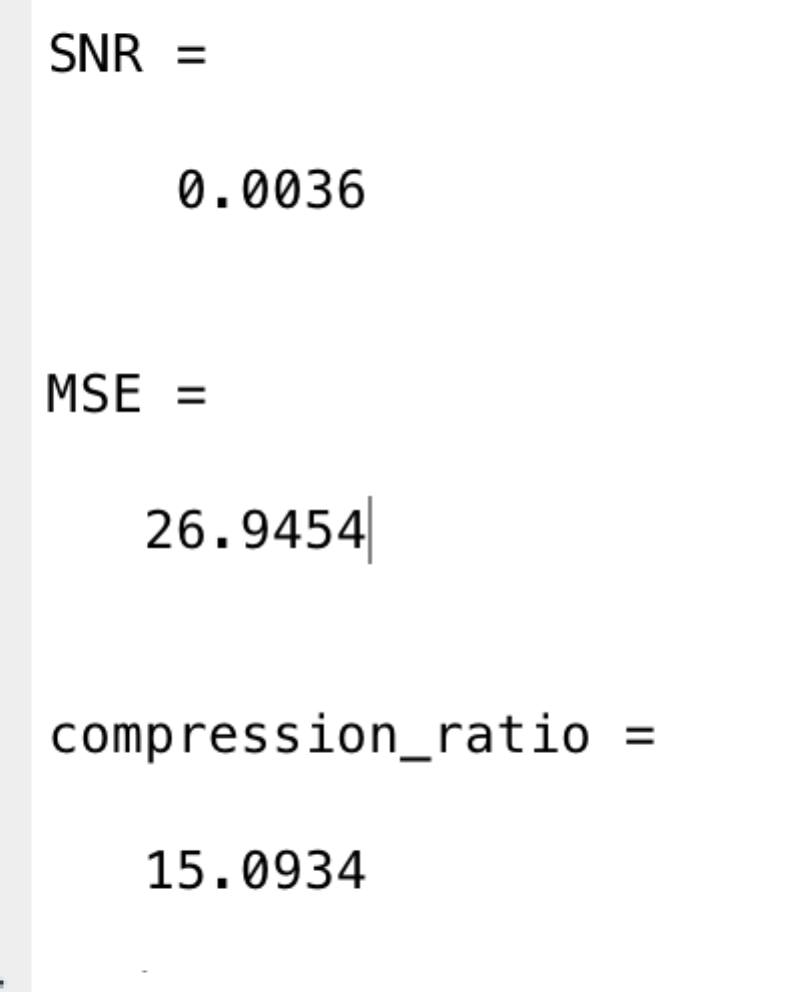 SNR =
0.0036
MSE =
26.9454
compression_ratio =
15.0934